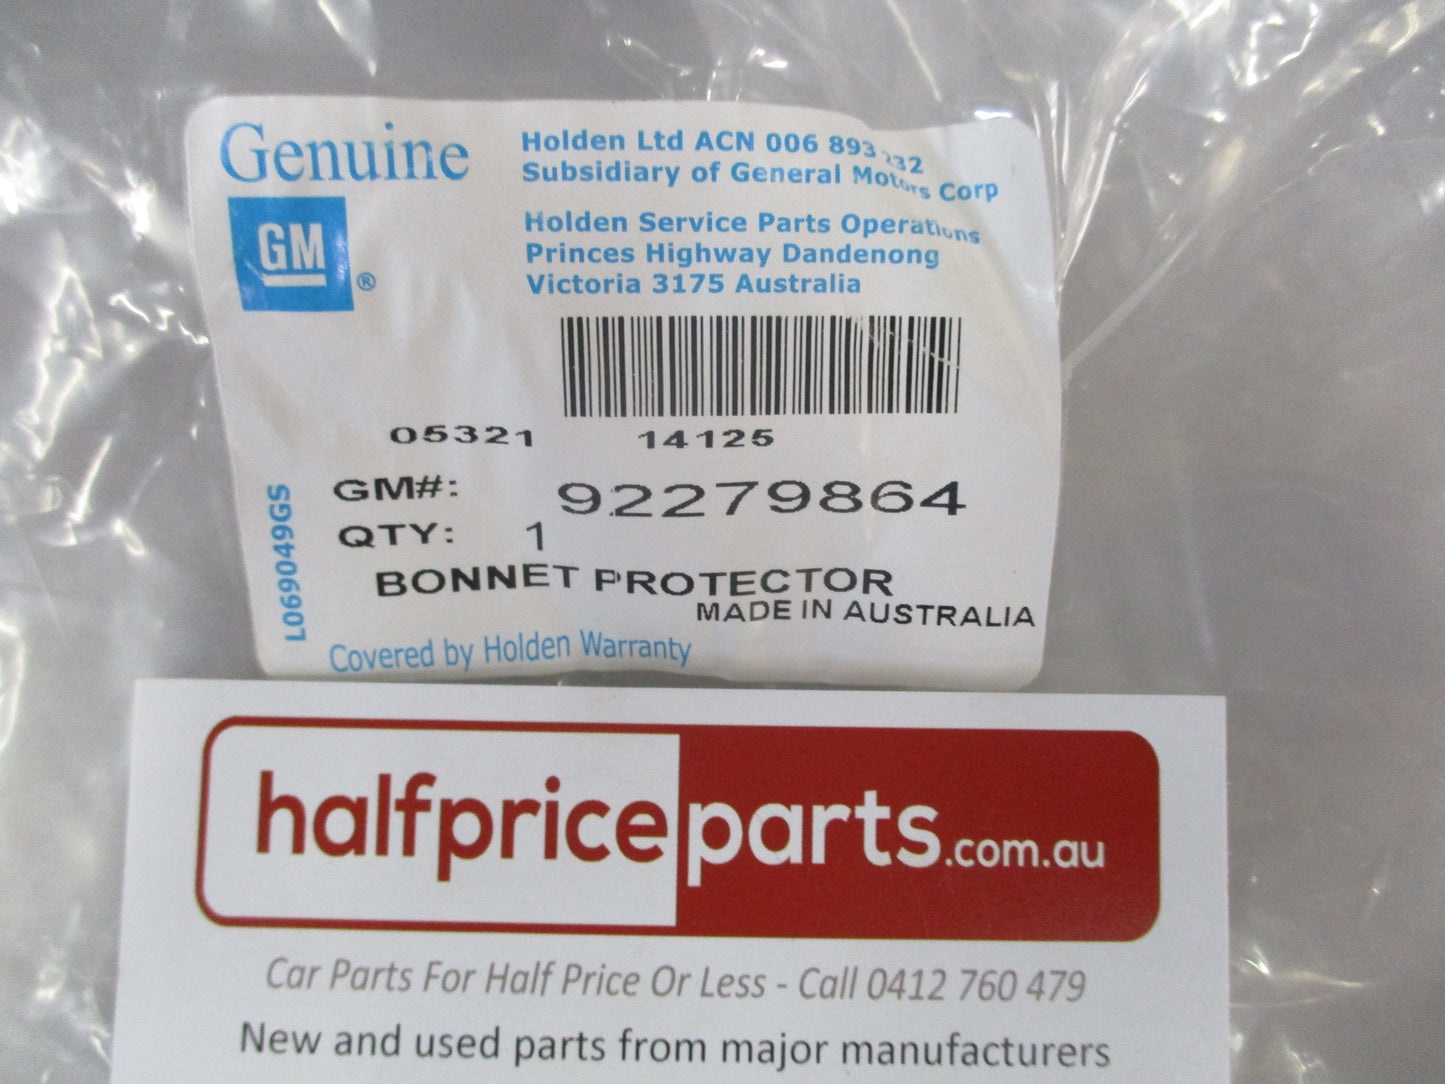 Genuine
GM
®
Holden Ltd ACN 006 893 232
Subsidiary of General Motors Corp
Holden Service Parts Operations
Princes Highway Dandenong
Victoria 3175 Australia
05321 14125
GM#: 92279864
QTY: 1
BONNET PROTECTOR
MADE IN AUSTRALIA
L069049GS
Covered by Holden Warranty
halfpriceparts.com.au
Car Parts For Half Price Or Less - Call 0412 760 479
New and used parts from major manufacturers